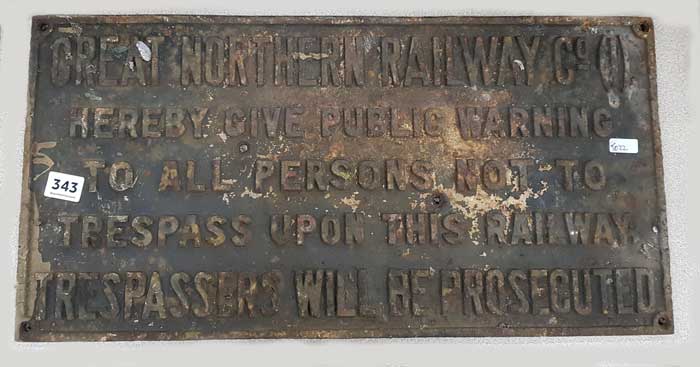 GREAT NORTHERN RAILWAY Co (I).
HEREBY GIVE PUBLIC WARNING
TO ALL PERSONS NOT TO
TRESPASS UPON THIS RAILWAY.
TRESPASSERS WILL BE PROSECUTED
343